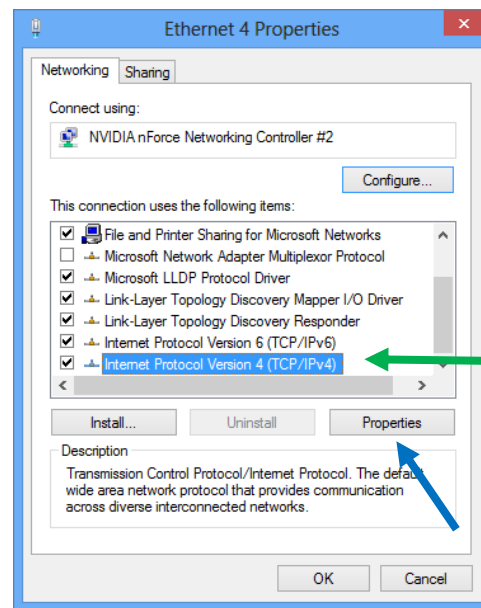 Ethernet 4 Properties
Networking
Sharing
Connect using:
NVIDIA nForce Networking Controller #2
Configure...
This connection uses the following items:
File and Printer Sharing for Microsoft Networks
Microsoft Network Adapter Multiplexor Protocol
Microsoft LLDP Protocol Driver
Link-Layer Topology Discovery Mapper I/O Driver
Link-Layer Topology Discovery Responder
Internet Protocol Version 6 (TCP/IPv6)
Internet Protocol Version 4 (TCP/IPv4)
Install...
Uninstall
Properties
Description
Transmission Control Protocol/Internet Protocol. The default
wide area network protocol that provides communication
across diverse interconnected networks.
OK
Cancel